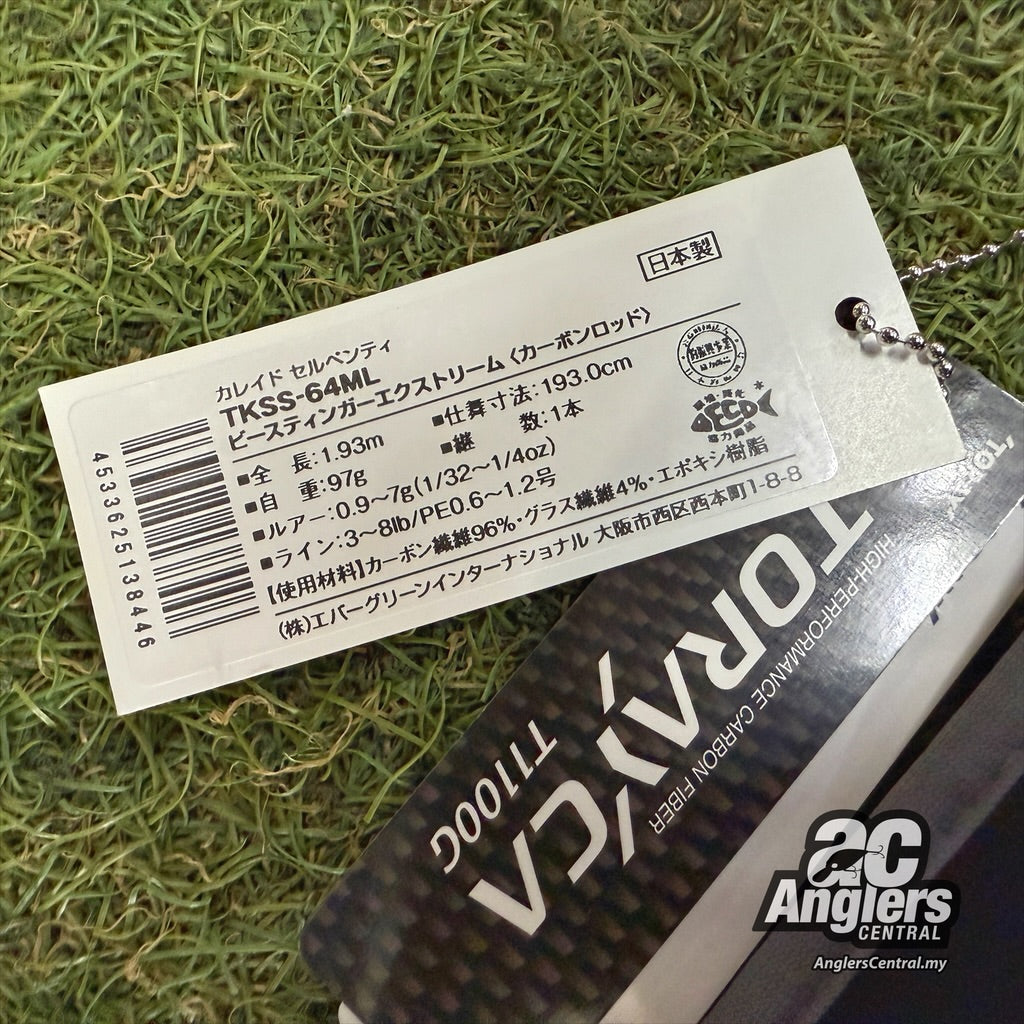 日本製
カレイド セルペンティ
TKSS-64ML
ビースティンガーエクストリーム〈カーボンロッド〉
■全 長:1.93m ■仕舞寸法:193.0cm
■自 重:97g ■継 数:1本
■ルアー:0.9〜7g(1/32〜1/4oz)
■ライン:3〜8lb/PE0.6〜1.2号
【使用材料】カーボン繊維96%・グラス繊維4%・エポキシ樹脂
(株)エバーグリーンインターナショナル 大阪市西区西本町1-8-8
4533625138446
TORAYCA
HIGH-PERFORMANCE CARBON FIBER
T1100G
ac
Anglers
CENTRAL
AnglersCentral.my